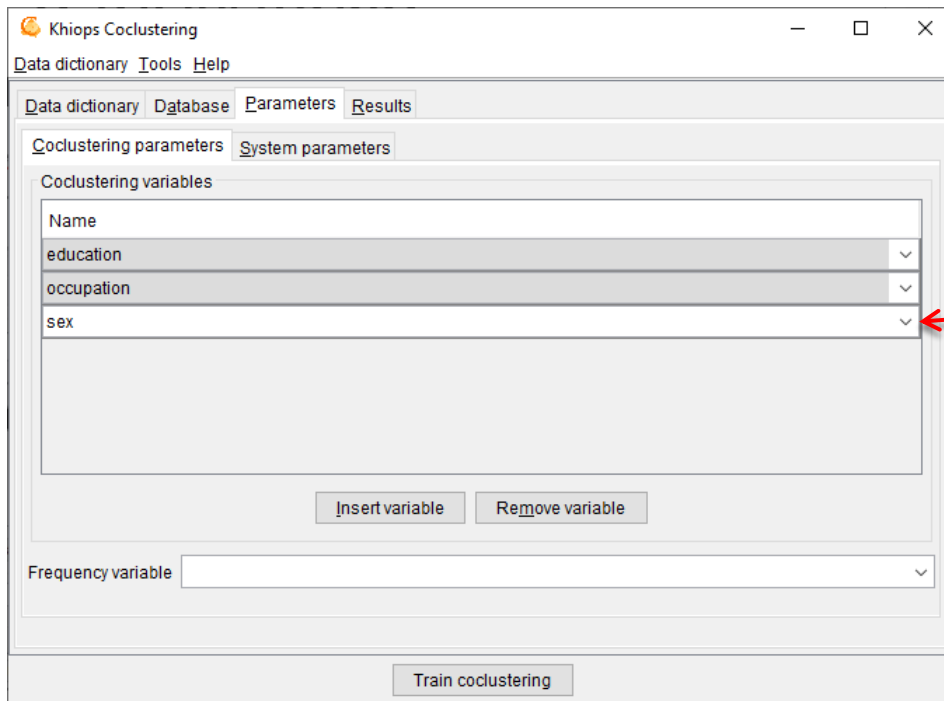 Khiops Coclustering
Data dictionary Tools Help
Data dictionary Database Parameters Results
Coclustering parameters System parameters
Coclustering variables
Name
education
occupation
sex
Insert variable Remove variable
Frequency variable
Train coclustering